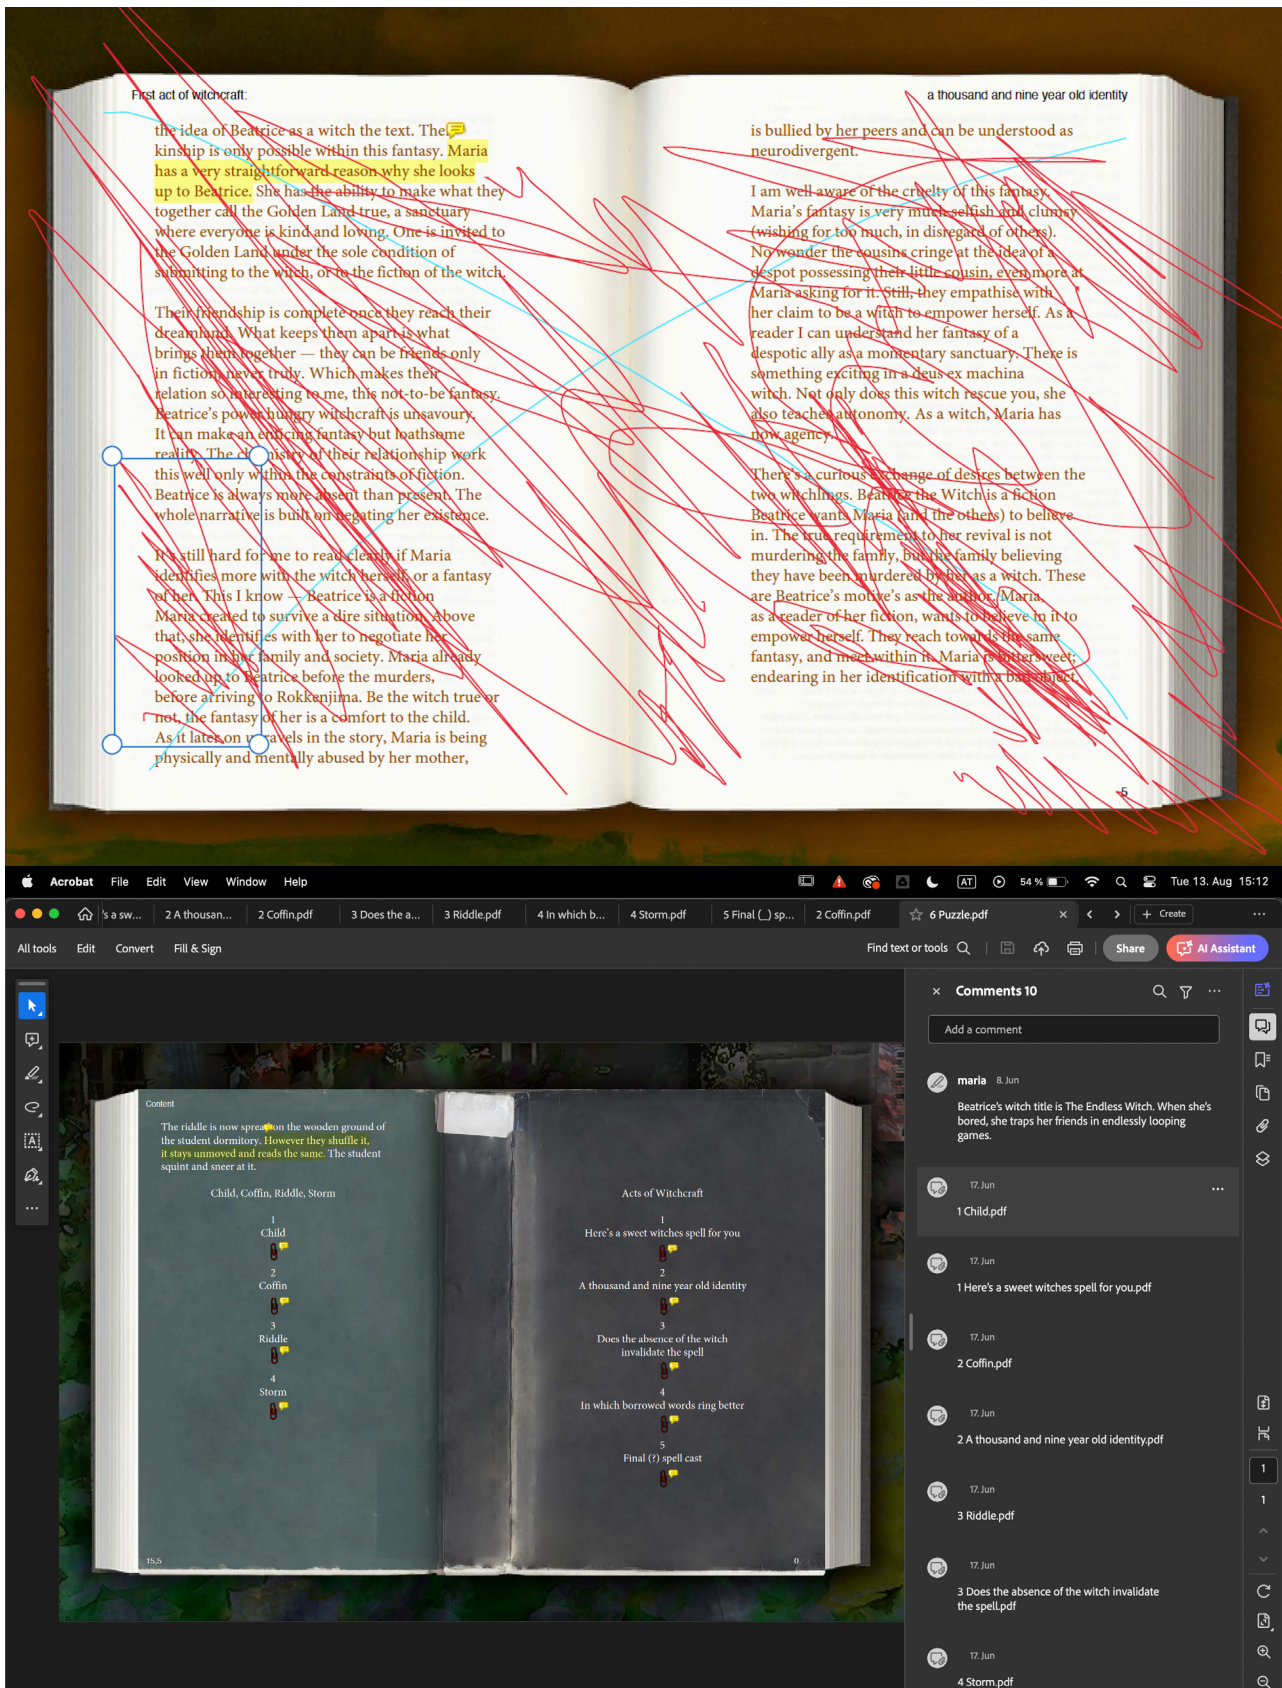 First act of witchcraft:
a thousand and nine year old identity
the idea of Beatrice as a witch the text. The
kinship is only possible within this fantasy. Maria
has a very straightforward reason why she looks
up to Beatrice. She has the ability to make what they
together call the Golden Land true, a sanctuary
where everyone is kind and loving. One is invited to
the Golden Land under the sole condition of
submitting to the witch, or to the fiction of the witch.
Their friendship is complete once they reach their
dreamland. What keeps them apart is what
brings them together — they can be friends only
in fiction, never truly. Which makes their
relation so interesting to me, this not-to-be fantasy.
Beatrice's power hungry witchcraft is unsavoury.
It can make an enticing fantasy but loathsome
reality. The chemistry of their relationship work
this well only within the constraints of fiction.
Beatrice is always more absent than present. The
whole narrative is built on negating her existence.
It's still hard for me to read clearly if Maria
identifies more with the witch herself, or a fantasy
of her. This I know — Beatrice is a fiction
Maria created to survive a dire situation. Above
that, she identifies with her to negotiate her
position in her family and society. Maria already
looked up to Beatrice before the murders,
before arriving to Rokkenjima. Be the witch true or
not, the fantasy of her is a comfort to the child.
As it later on unravels in the story, Maria is being
physically and mentally abused by her mother,
is bullied by her peers and can be understood as
neurodivergent.
I am well aware of the cruelty of this fantasy,
Maria's fantasy is very much selfish and clumsy
(wishing for too much, in disregard of others).
No wonder the cousins cringe at the idea of a
despot possessing their little cousin, even more at
Maria asking for it. Still, they empathise with
her claim to be a witch to empower herself. As a
reader I can understand her fantasy of a
despotic ally as a momentary sanctuary. There is
something exciting in a deus ex machina
witch. Not only does this witch rescue you, she
also teaches autonomy. As a witch, Maria has
now agency.
There's a curious exchange of desires between the
two witchlings. Beatrice the Witch is a fiction
Beatrice wants Maria (and the others) to believe
in. The true requirement to her revival is not
murdering the family, but the family believing
they have been murdered by her as a witch. These
are Beatrice's motive's as the author. Maria,
as a reader of her fiction, wants to believe in it to
empower herself. They reach towards the same
fantasy, and meet within it. Maria is bittersweet;
endearing in her identification with a bad object,
5
Acrobat File Edit View Window Help
AT 54 % Tue 13. Aug 15:12
's a sw... 2 A thousan... 2 Coffin.pdf 3 Does the a... 3 Riddle.pdf 4 In which b... 4 Storm.pdf 5 Final (_) sp... 2 Coffin.pdf 6 Puzzle.pdf + Create
All tools Edit Convert Fill & Sign Find text or tools Share AI Assistant
Content
The riddle is now spread on the wooden ground of
the student dormitory. However they shuffle it,
it stays unmoved and reads the same. The student
squint and sneer at it.
Child, Coffin, Riddle, Storm
1
Child
2
Coffin
3
Riddle
4
Storm
15,5
Acts of Witchcraft
1
Here's a sweet witches spell for you
2
A thousand and nine year old identity
3
Does the absence of the witch
invalidate the spell
4
In which borrowed words ring better
5
Final (?) spell cast
0
Comments 10
Add a comment
maria 8. Jun
Beatrice's witch title is The Endless Witch. When she's
bored, she traps her friends in endlessly looping
games.
17. Jun
1 Child.pdf
17. Jun
1 Here's a sweet witches spell for you.pdf
17. Jun
2 Coffin.pdf
17. Jun
2 A thousand and nine year old identity.pdf
17. Jun
3 Riddle.pdf
17. Jun
3 Does the absence of the witch invalidate
the spell.pdf
17. Jun
4 Storm.pdf
1
1